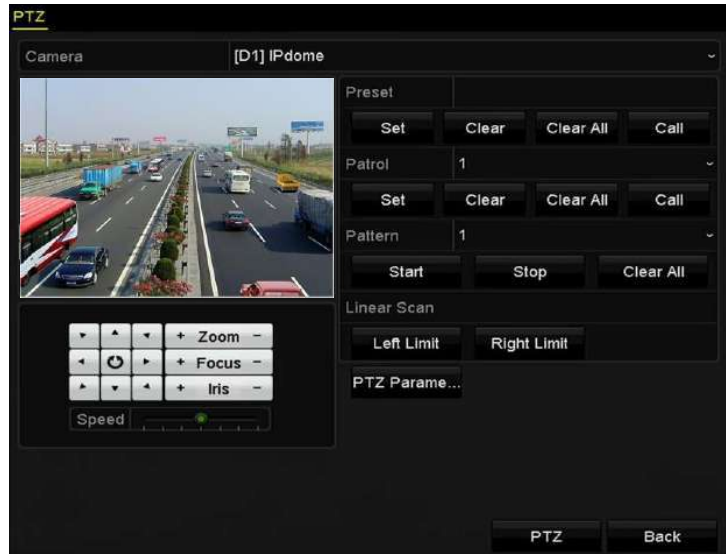 PTZ
Camera [D1] IPdome
Preset
Set Clear Clear All Call
Patrol 1
Set Clear Clear All Call
Pattern 1
Start Stop Clear All
Linear Scan
Left Limit Right Limit
PTZ Parame...
+ Zoom -
+ Focus -
+ Iris -
Speed
PTZ Back